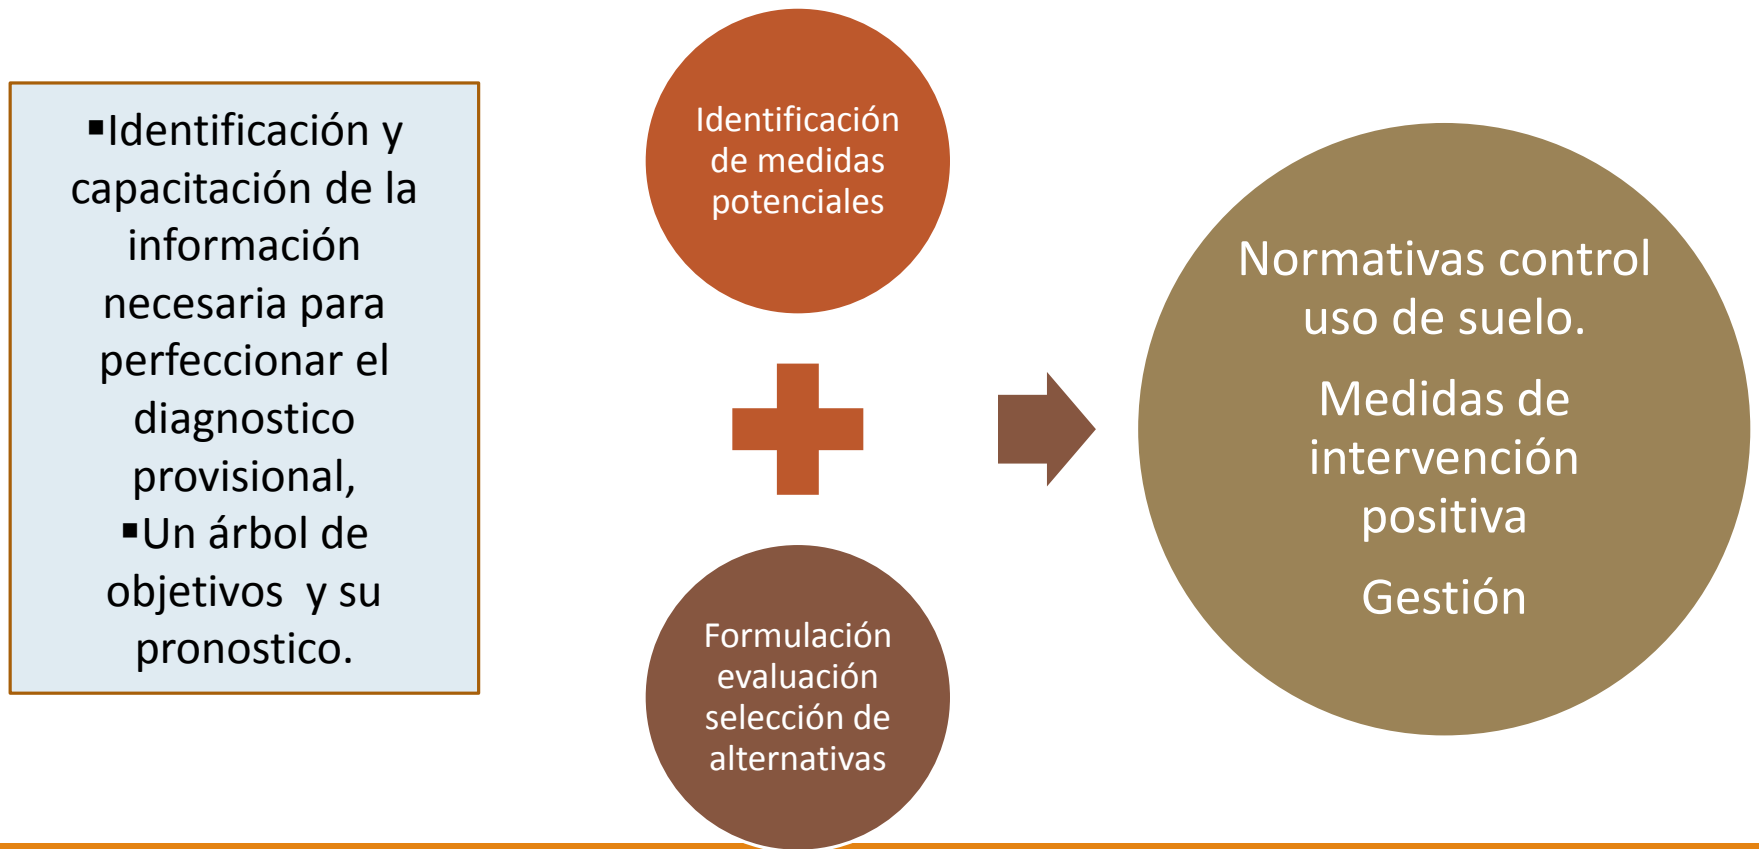 ▪Identificación y
capacitación de la
información
necesaria para
perfeccionar el
diagnostico
provisional,
▪Un árbol de
objetivos  y su
pronostico.
Identificación
de medidas
potenciales
Formulación
evaluación
selección de
alternativas
Normativas control
uso de suelo.
Medidas de
intervención
positiva
Gestión